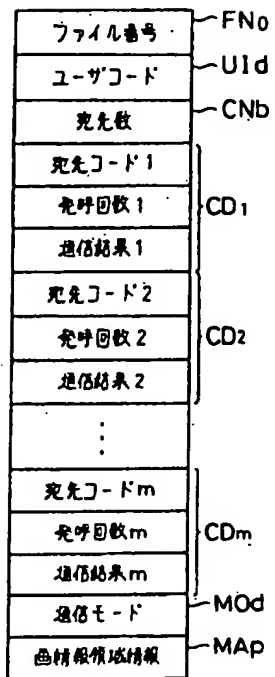 ファイル番号 FNo
ユーザコード UId
宛先数 CNb
宛先コード1
発呼回数1 CD1
通信結果1
宛先コード2
発呼回数2 CD2
通信結果2
⋮
宛先コードm
発呼回数m CDm
通信結果m
通信モード MOd
画情報領域情報 MAp